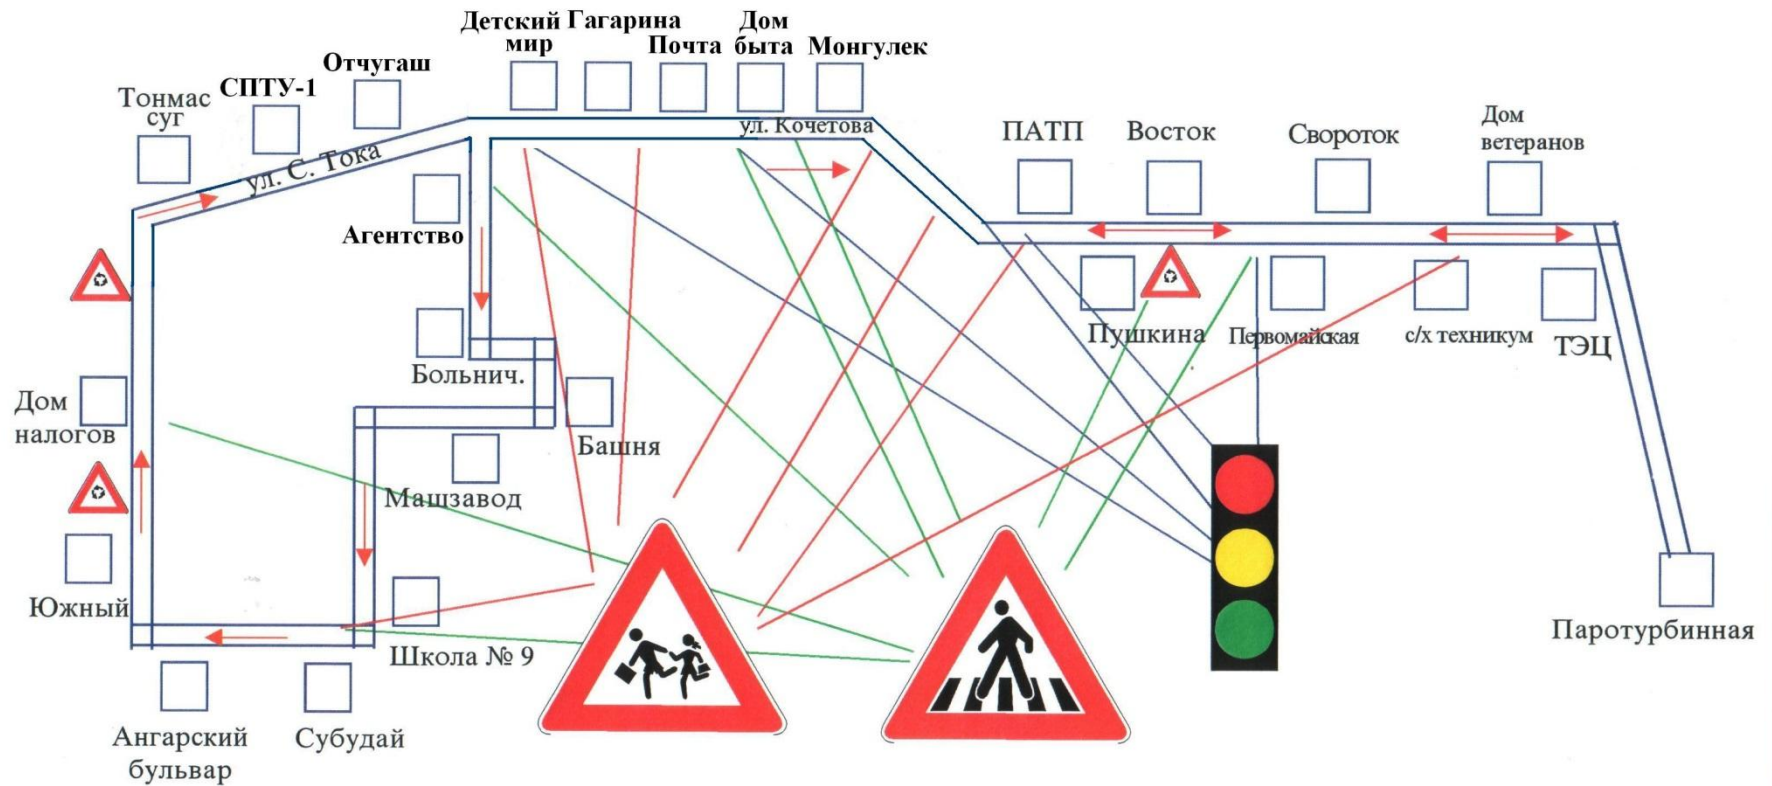 Детский
мир
Гагарина
Почта
Дом
быта
Монгулек
Отчугаш
СПТУ-1
Тонмас
суг
ул. С. Тока
ул. Кочетова
ПАТП
Восток
Свороток
Дом
ветеранов
Агентство
Больнич.
Башня
Машзавод
Пушкина
Первомайская
с/х техникум
ТЭЦ
Дом
налогов
Южный
Школа № 9
Ангарский
бульвар
Субудай
Паротурбинная